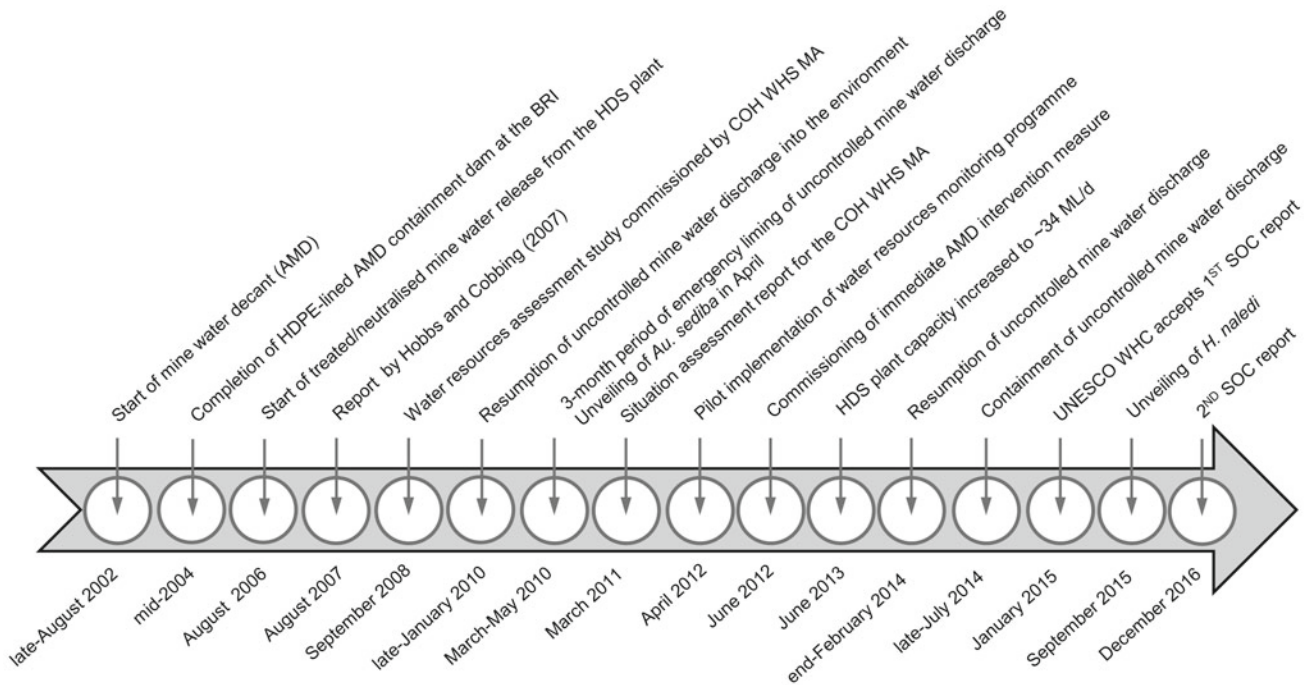 Start of mine water decant (AMD)
Completion of HDPE-lined AMD containment dam at the BRI
Start of treated/neutralised mine water release from the HDS plant
Report by Hobbs and Cobbing (2007)
Water resources assessment study commissioned by COH WHS MA
Resumption of uncontrolled mine water discharge into the environment
3-month period of emergency liming of uncontrolled mine water discharge
Unveiling of Au. sediba in April
Situation assessment report for the COH WHS MA
Pilot implementation of water resources monitoring programme
Commissioning of immediate AMD intervention measure
HDS plant capacity increased to ~34 ML/d
Resumption of uncontrolled mine water discharge
Containment of uncontrolled mine water discharge
UNESCO WHC accepts 1ST SOC report
Unveiling of H. naledi
2ND SOC report
late-August 2002
mid-2004
August 2006
August 2007
September 2008
late-January 2010
March-May 2010
March 2011
April 2012
June 2012
June 2013
end-February 2014
late-July 2014
January 2015
September 2015
December 2016